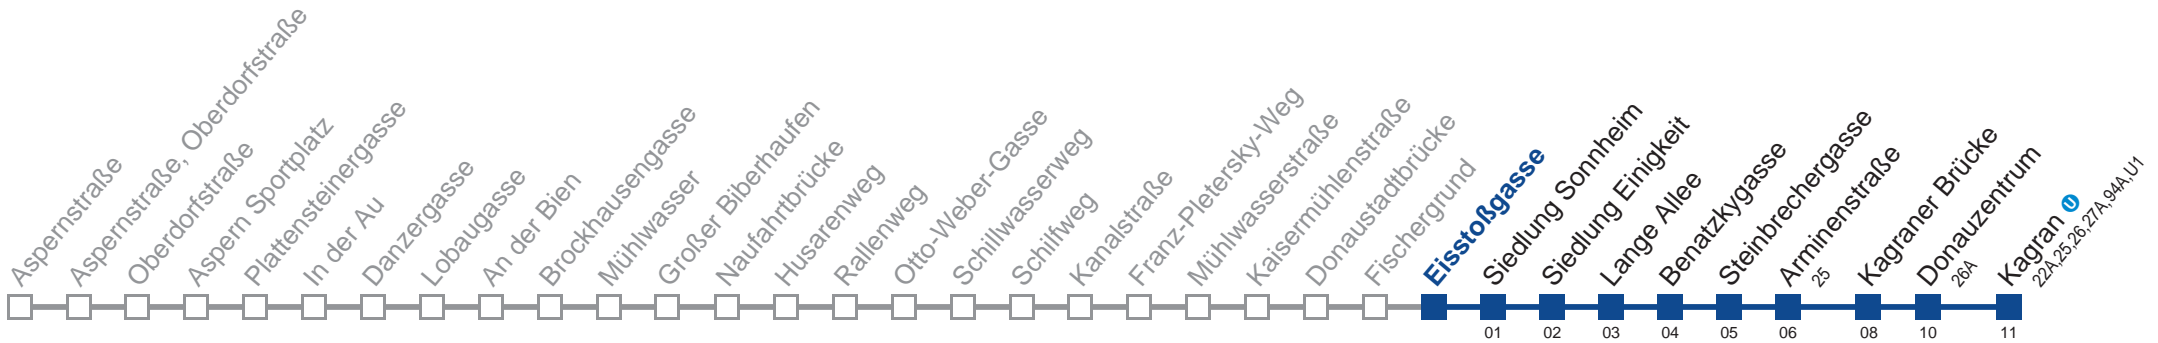 Aspernstraße
Aspernstraße, Oberdorfstraße
Oberdorfstraße
Aspern Sportplatz
Plattensteinergasse
In der Au
Danzergasse
Lobaugasse
An der Bien
Brockhausengasse
Mühlwasser
Großer Biberhaufen
Naufahrtbrücke
Husarenweg
Rallenweg
Otto-Weber-Gasse
Schillwasserweg
Schilfweg
Kanalstraße
Franz-Pletersky-Weg
Mühlwasserstraße
Kaisermühlenstraße
Donaustadtbrücke
Fischergrund
Eisstoßgasse
Siedlung Sonnheim
Siedlung Einigkeit
Lange Allee
Benatzkygasse
Steinbrechergasse
Arminenstraße
25
Kagraner Brücke
Donauzentrum
26A
Kagran U
22A,25,26,27A,94A,U1
01 02 03 04 05 06 08 10 11